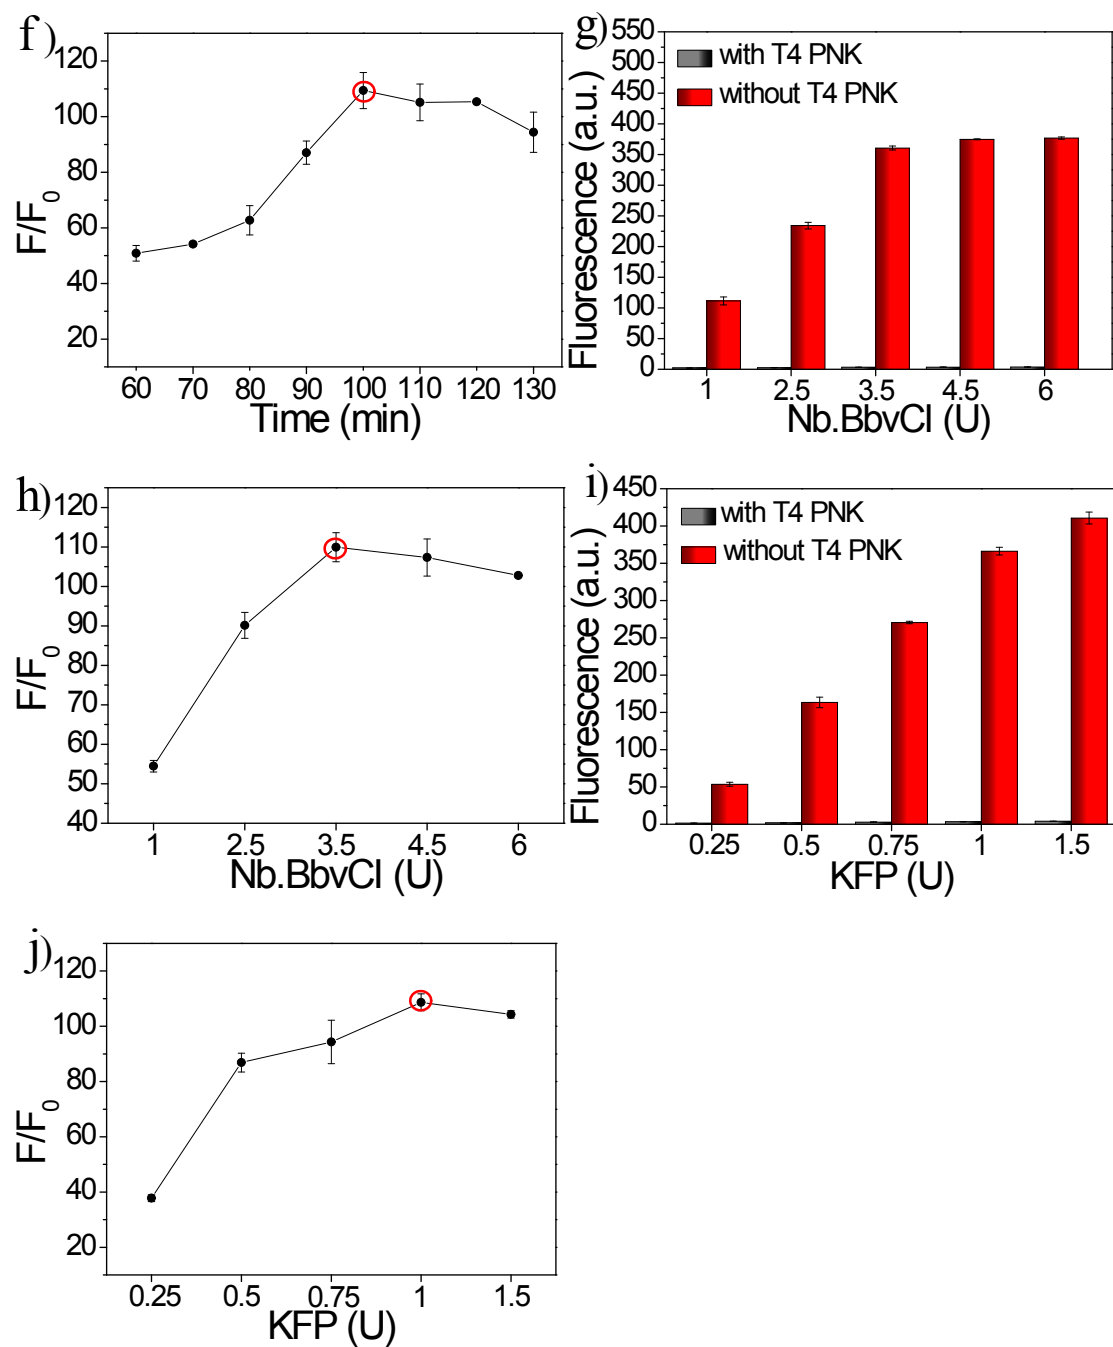 f)
120
100
80
60
40
20
F/F0
60 70 80 90 100 110 120 130
Time (min)
g)
550
500
450
400
350
300
250
200
150
100
50
0
Fluorescence (a.u.)
with T4 PNK
without T4 PNK
1 2.5 3.5 4.5 6
Nb.BbvCI (U)
h)
120
110
100
90
80
70
60
50
40
F/F0
1 2.5 3.5 4.5 6
Nb.BbvCI (U)
i)
450
400
350
300
250
200
150
100
50
0
Fluorescence (a.u.)
with T4 PNK
without T4 PNK
0.25 0.5 0.75 1 1.5
KFP (U)
j)
120
100
80
60
40
20
F/F0
0.25 0.5 0.75 1 1.5
KFP (U)